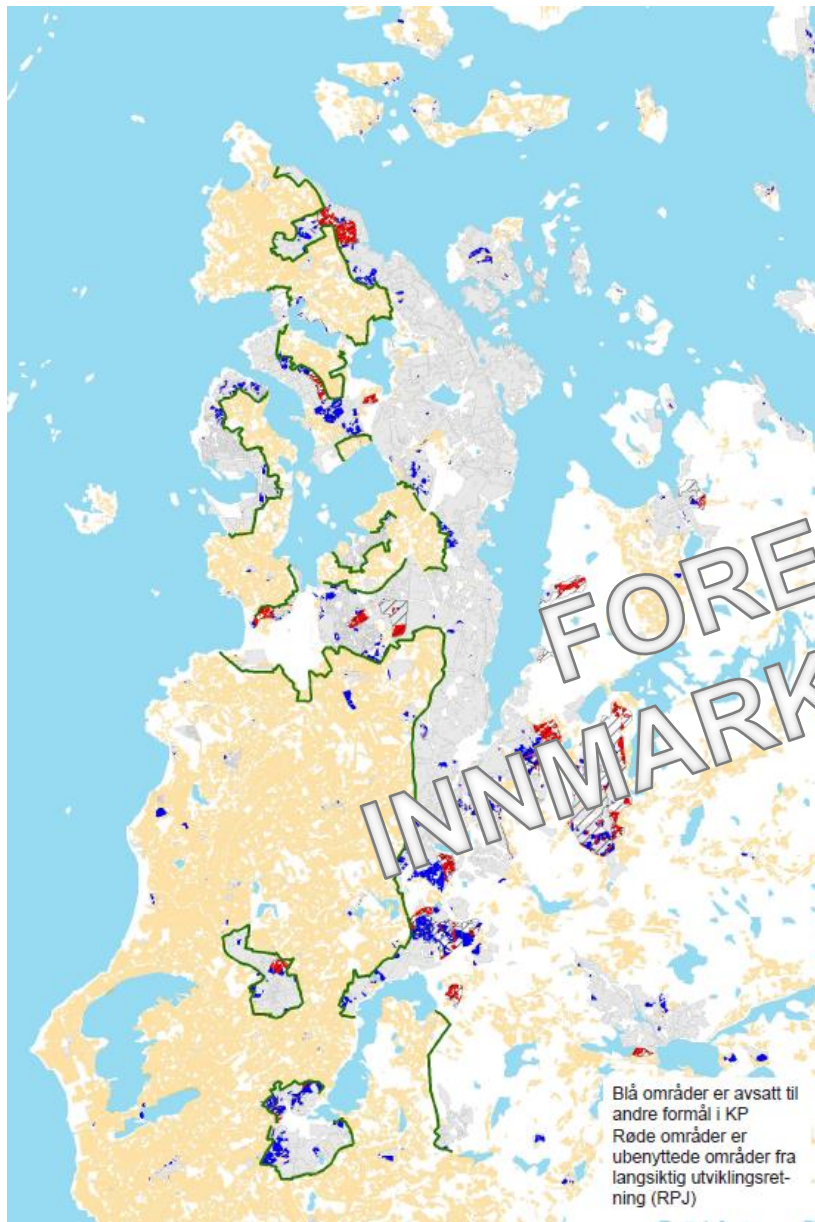 FORE
INNMARK
Blå områder er avsatt til
andre formål i KP
Røde områder er
ubenyttede områder fra
langsiktig utviklingsret-
ning (RPJ)